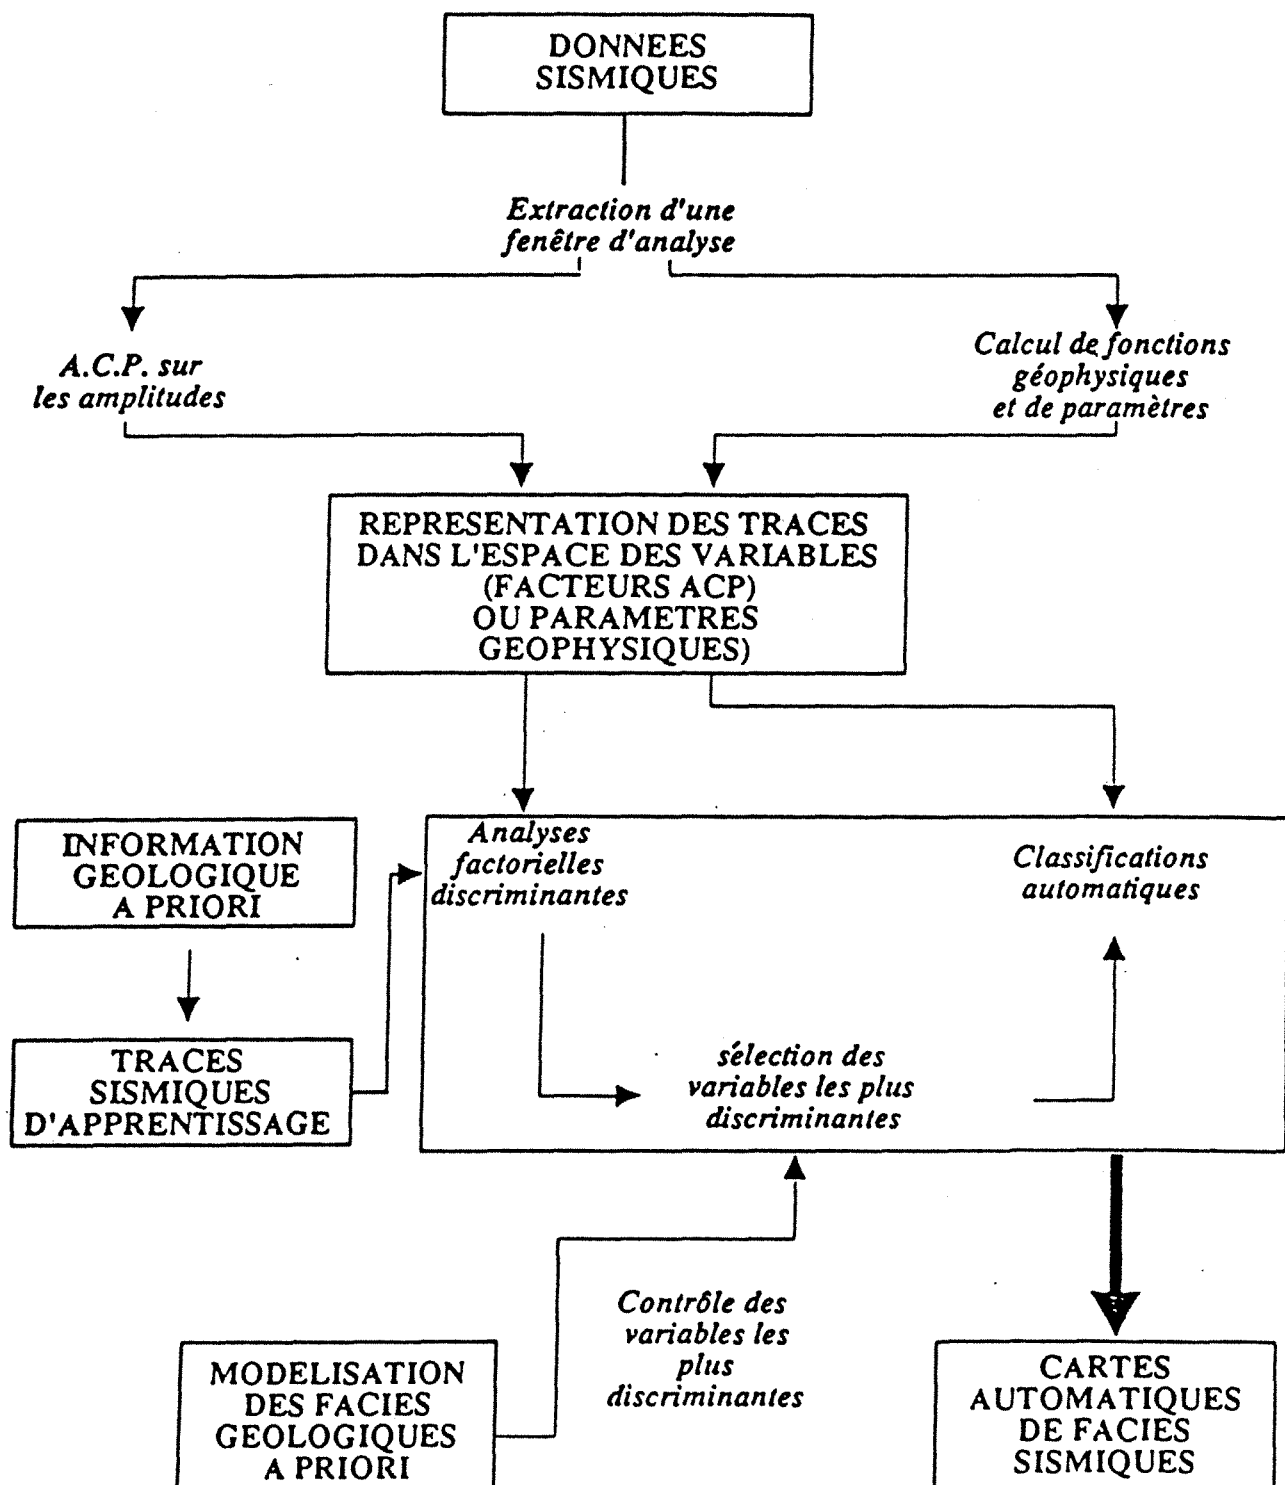 DONNEES
SISMIQUES
Extraction d'une
fenêtre d'analyse
A.C.P. sur
les amplitudes
Calcul de fonctions
géophysiques
et de paramètres
REPRESENTATION DES TRACES
DANS L'ESPACE DES VARIABLES
(FACTEURS ACP)
OU PARAMETRES
GEOPHYSIQUES)
INFORMATION
GEOLOGIQUE
A PRIORI
Analyses
factorielles
discriminantes
Classifications
automatiques
TRACES
SISMIQUES
D'APPRENTISSAGE
sélection des
variables les plus
discriminantes
Contrôle des
variables les
plus
discriminantes
MODELISATION
DES FACIES
GEOLOGIQUES
A PRIORI
CARTES
AUTOMATIQUES
DE FACIES
SISMIQUES